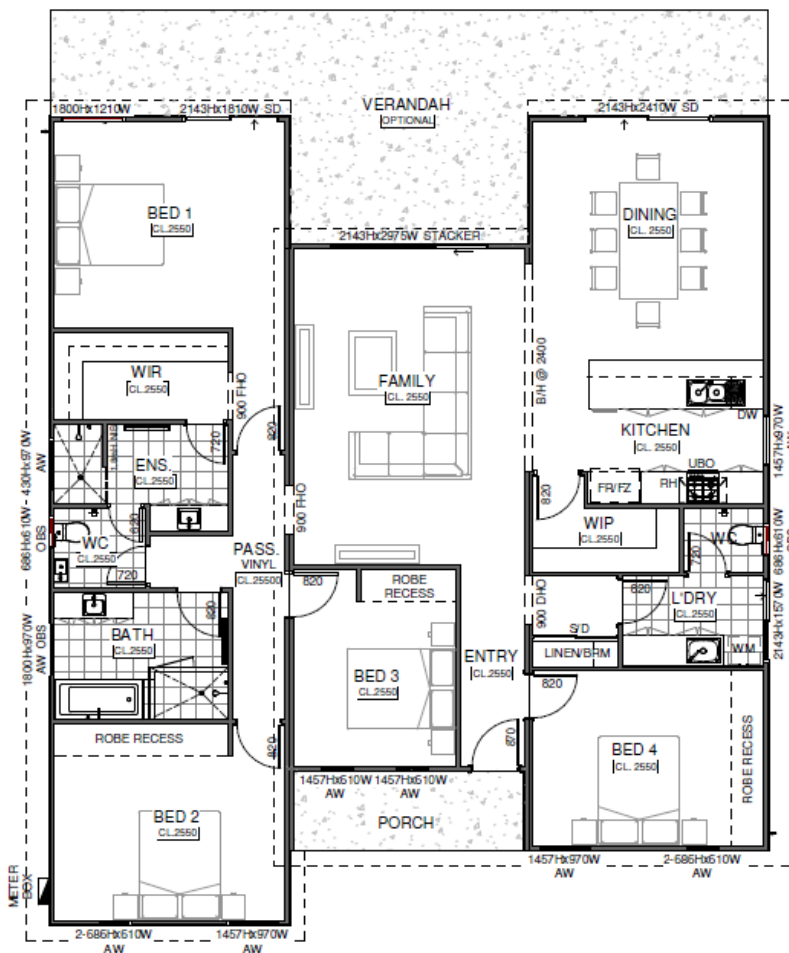 VERANDAH
OPTIONAL
1800Hx1210W
2143Hx1810W SD
2143Hx2410W SD
2143Hx2975W STACKER
BED 1
CL.2550
DINING
CL. 2550
B/H @ 2400
WIR
CL.2550
900 FHO
820
FAMILY
CL. 2550
DW
1457Hx970W
AW
KITCHEN
CL. 2550
UBO
RH
FR/FZ
820
430Hx970W
AW
720
ENS.
CL.2550
620
900 FHO
WIP
CL.2550
WC
720
686Hx610W
OBS
686Hx610W
OBS
WC
CL.2550
720
PASS.
VINYL
CL.25500
820
ROBE
RECESS
900 DHO
620
L'DRY
CL.2550
2143Hx1570W
1800Hx970W
AW OBS
820
BATH
CL.2550
S/D
LINEN/BRM
WM
BED 3
CL.2550
ENTRY
CL.2550
820
870
ROBE RECESS
820
BED 4
CL. 2550
ROBE RECESS
1457Hx610W
AW
1457Hx610W
AW
PORCH
BED 2
CL.2550
1457Hx970W
AW
2-686Hx610W
AW
METER
BOX
2-686Hx610W
AW
1457Hx970W
AW